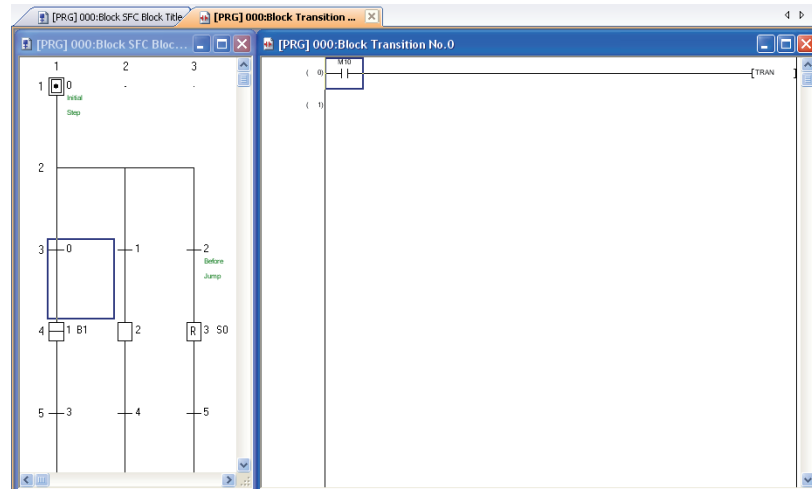 [PRG] 000:Block SFC Block Title
[PRG] 000:Block Transition ...
[PRG] 000:Block SFC Bloc...
1 2 3
1 0 - -
Initial
Step
2
3 0 1 2
Before
Jump
4 1 B1 2 R 3 S0
5 3 4 5
[PRG] 000:Block Transition No.0
M10
( 0) [TRAN ]
( 1)